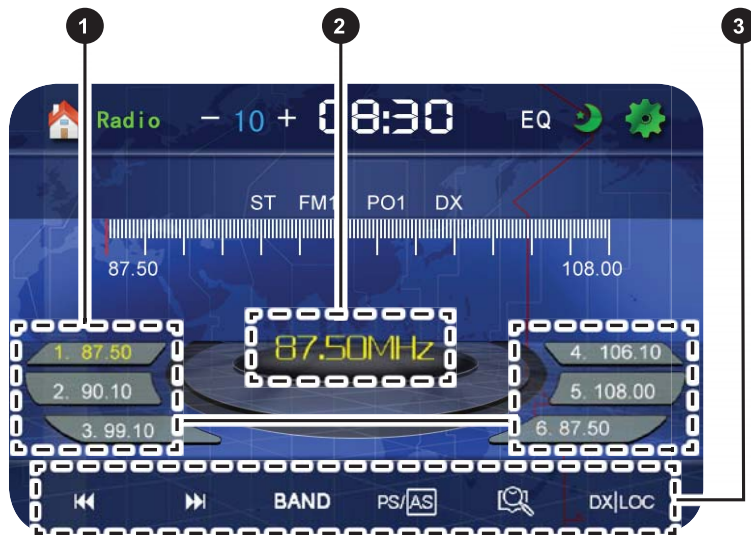 1 2 3
Radio - 10 + 08:30 EQ
ST FM1 PO1 DX
87.50 108.00
87.50MHz
1. 87.50
2. 90.10
3. 99.10
4. 106.10
5. 108.00
6. 87.50
BAND PS/AS DX|LOC